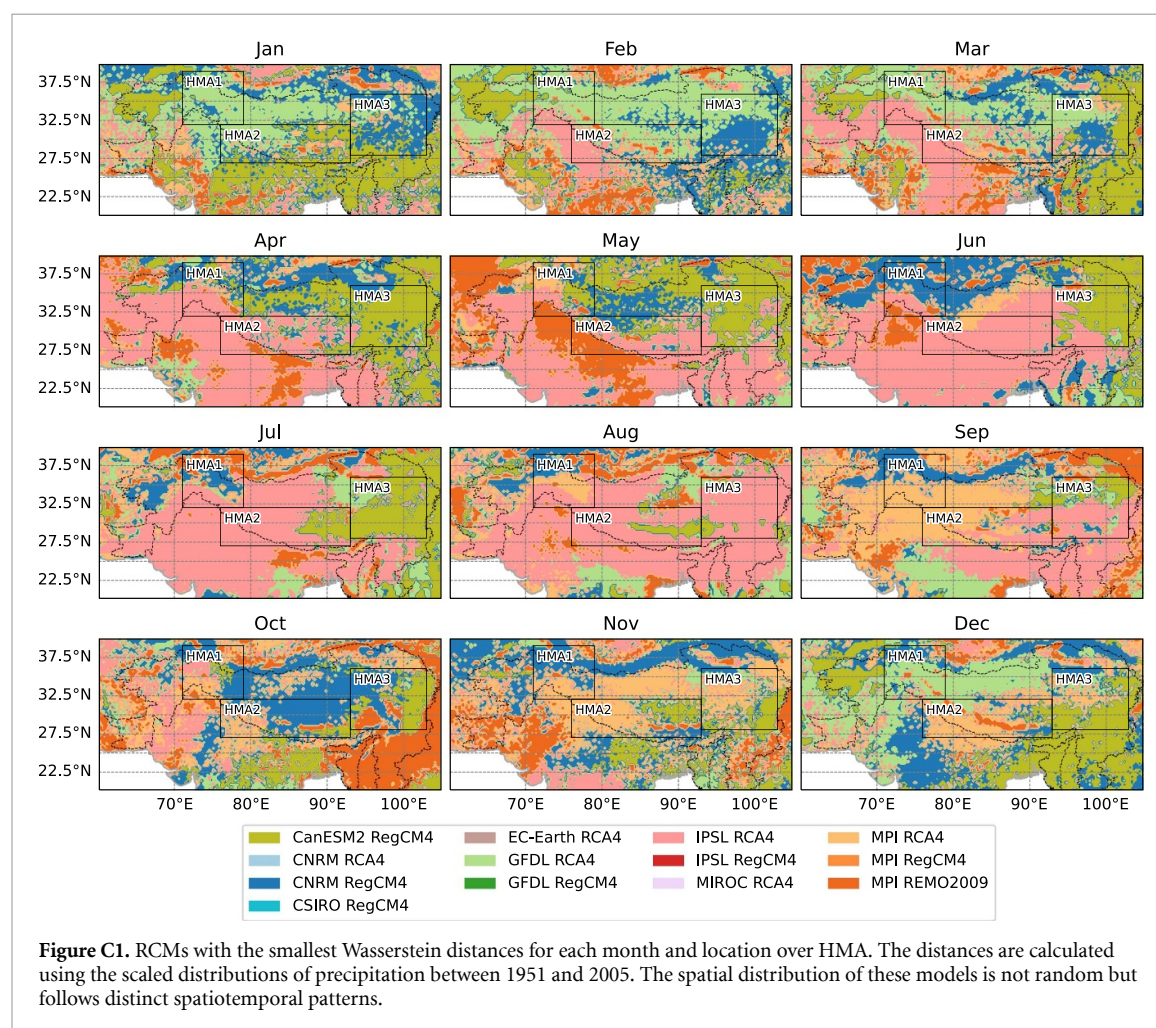 Jan Feb Mar
37.5°N HMA1 HMA1 HMA1
32.5°N HMA3 HMA3 HMA3
HMA2 HMA2 HMA2
27.5°N
22.5°N
Apr May Jun
37.5°N HMA1 HMA1 HMA1
32.5°N HMA3 HMA3 HMA3
HMA2 HMA2 HMA2
27.5°N
22.5°N
Jul Aug Sep
37.5°N HMA1 HMA1 HMA1
32.5°N HMA3 HMA3 HMA3
HMA2 HMA2 HMA2
27.5°N
22.5°N
Oct Nov Dec
37.5°N HMA1 HMA1 HMA1
32.5°N HMA3 HMA3 HMA3
HMA2 HMA2 HMA2
27.5°N
22.5°N
70°E 80°E 90°E 100°E 70°E 80°E 90°E 100°E 70°E 80°E 90°E 100°E
CanESM2 RegCM4 EC-Earth RCA4 IPSL RCA4 MPI RCA4
CNRM RCA4 GFDL RCA4 IPSL RegCM4 MPI RegCM4
CNRM RegCM4 GFDL RegCM4 MIROC RCA4 MPI REMO2009
CSIRO RegCM4
Figure C1. RCMs with the smallest Wasserstein distances for each month and location over HMA. The distances are calculated
using the scaled distributions of precipitation between 1951 and 2005. The spatial distribution of these models is not random but
follows distinct spatiotemporal patterns.